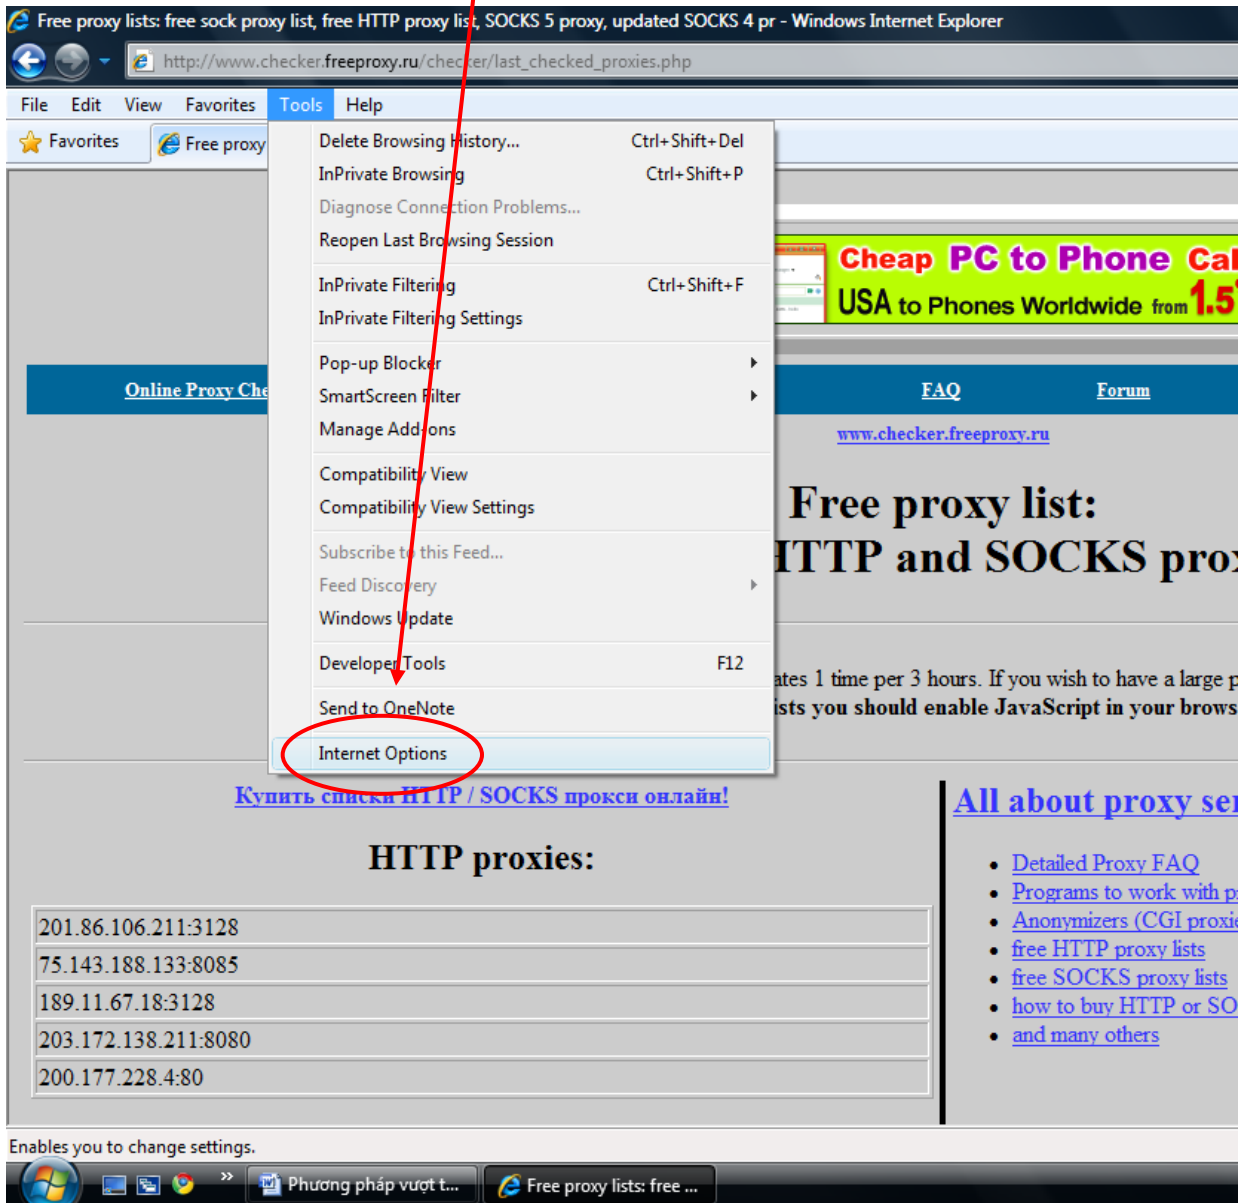 Free proxy lists: free sock proxy list, free HTTP proxy list, SOCKS 5 proxy, updated SOCKS 4 pr - Windows Internet Explorer
http://www.checker.freeproxy.ru/checker/last_checked_proxies.php
File Edit View Favorites Tools Help
Favorites Free proxy
Delete Browsing History... Ctrl+Shift+Del
InPrivate Browsing Ctrl+Shift+P
Diagnose Connection Problems...
Reopen Last Browsing Session
InPrivate Filtering Ctrl+Shift+F
InPrivate Filtering Settings
Pop-up Blocker
SmartScreen Filter
Manage Add-ons
Compatibility View
Compatibility View Settings
Subscribe to this Feed...
Feed Discovery
Windows Update
Developer Tools F12
Send to OneNote
Internet Options
Cheap PC to Phone Cal
USA to Phones Worldwide from 1.5
Online Proxy Che FAQ Forum
www.checker.freeproxy.ru
Free proxy list:
HTTP and SOCKS prox
ates 1 time per 3 hours. If you wish to have a large p
ists you should enable JavaScript in your brows
Купить списки HTTP / SOCKS прокси онлайн!
HTTP proxies:
201.86.106.211:3128
75.143.188.133:8085
189.11.67.18:3128
203.172.138.211:8080
200.177.228.4:80
All about proxy ser
Detailed Proxy FAQ
Programs to work with p
Anonymizers (CGI proxie
free HTTP proxy lists
free SOCKS proxy lists
how to buy HTTP or SO
and many others
Enables you to change settings.
Phương pháp vượt t... Free proxy lists: free ...